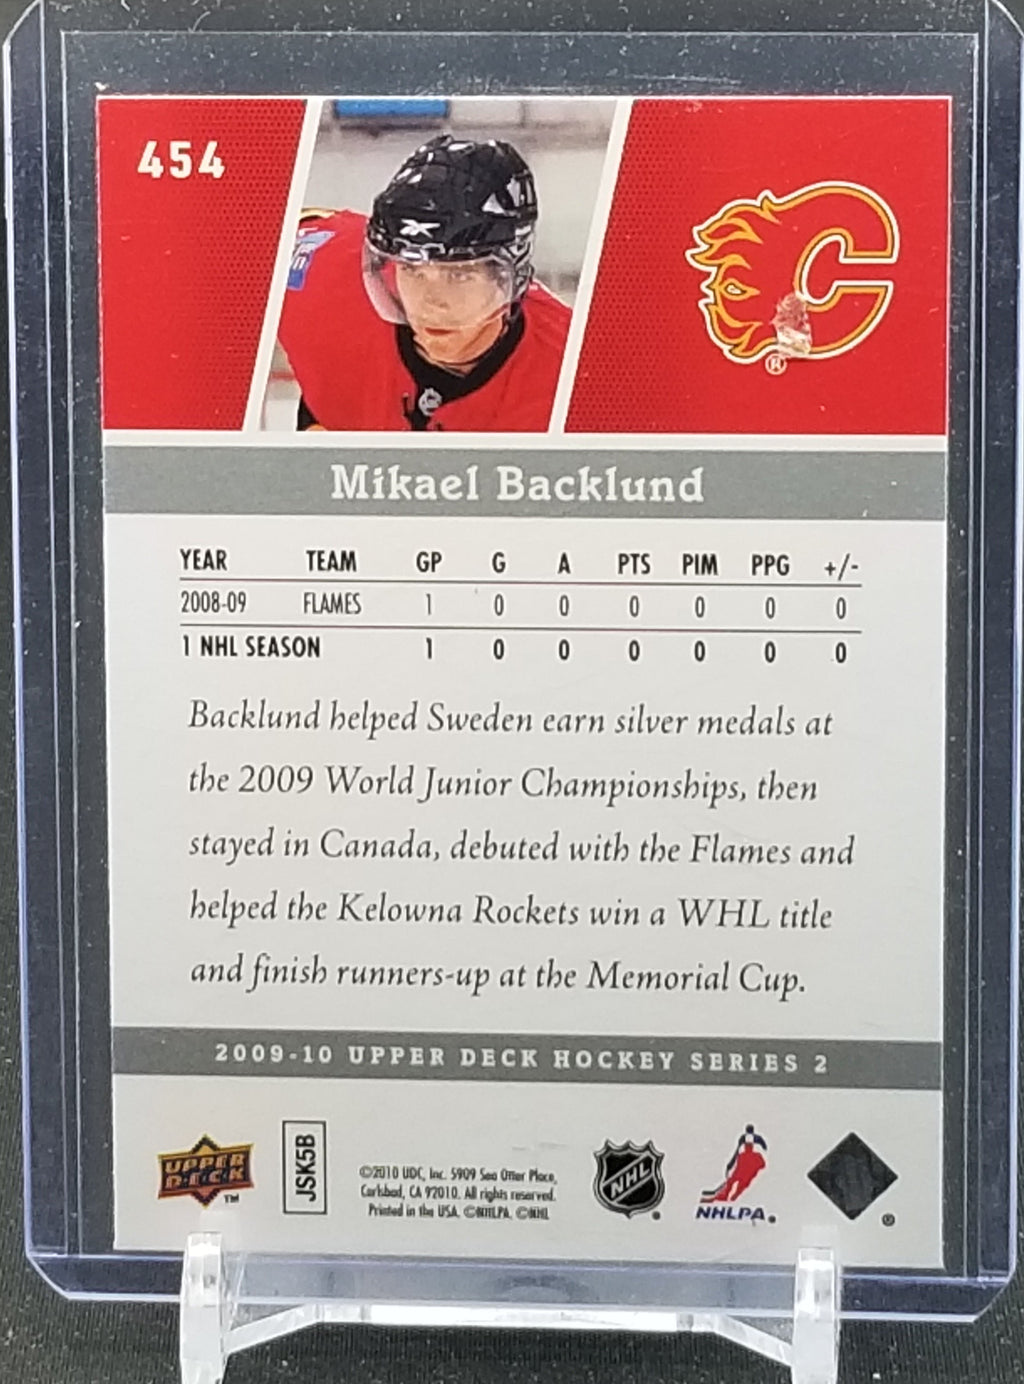 454
Mikael Backlund
YEAR TEAM GP G A PTS PIM PPG +/-
2008-09 FLAMES 1 0 0 0 0 0 0
1 NHL SEASON 1 0 0 0 0 0 0
Backlund helped Sweden earn silver medals at
the 2009 World Junior Championships, then
stayed in Canada, debuted with the Flames and
helped the Kelowna Rockets win a WHL title
and finish runners-up at the Memorial Cup.
2009-10 UPPER DECK HOCKEY SERIES 2
UPPER
DECK
TM
JSK5B
©2010 UDC, Inc. 5909 Sea Otter Place,
Carlsbad, CA 92010. All rights reserved.
Printed in the USA. ©NHLPA. ©NHL
NHL
NHLPA®